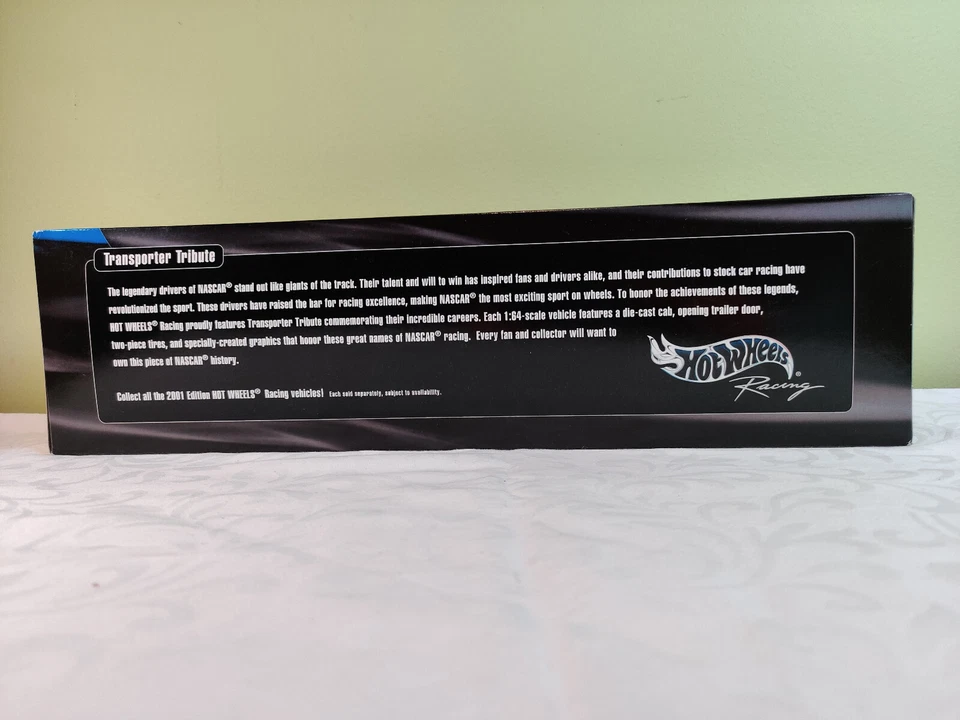 Transporter Tribute
The legendary drivers of NASCAR® stand out like giants of the track. Their talent and will to win has inspired fans and drivers alike, and their contributions to stock car racing have
revolutionized the sport. These drivers have raised the bar for racing excellence, making NASCAR® the most exciting sport on wheels. To honor the achievements of these legends,
HOT WHEELS® Racing proudly features Transporter Tribute commemorating their incredible careers. Each 1:64-scale vehicle features a die-cast cab, opening trailer door,
two-piece tires, and specially-created graphics that honor these great names of NASCAR® racing. Every fan and collector will want to
own this piece of NASCAR® history.
Hot Wheels®
Racing
Collect all the 2001 Edition HOT WHEELS® Racing vehicles! Each sold separately, subject to availability.